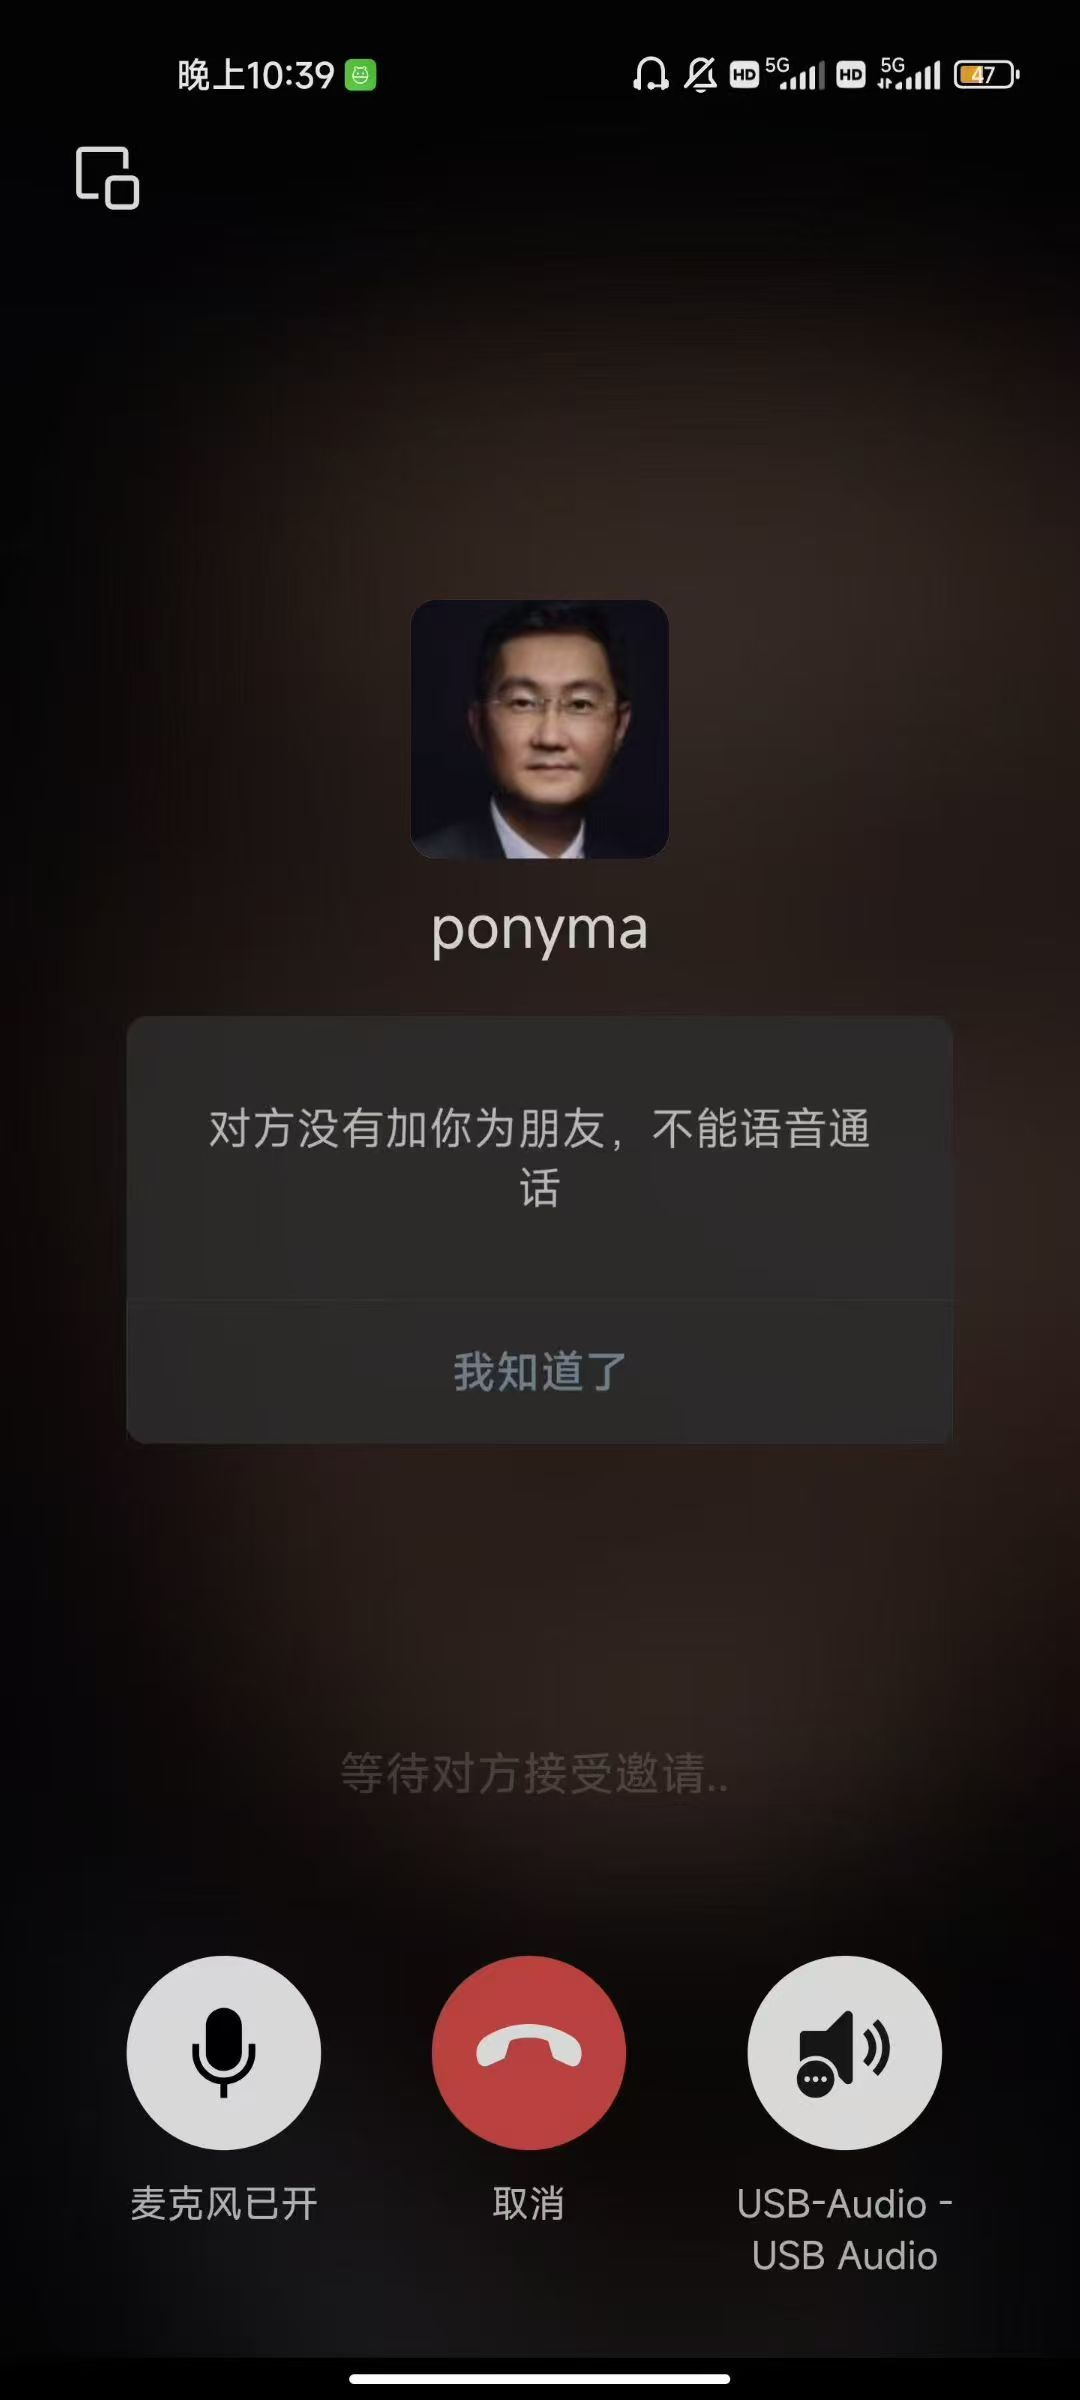 晚上10:39
HD 5G HD 5G 47
ponyma
对方没有加你为朋友，不能语音通
话
我知道了
等待对方接受邀请..
麦克风已开 取消 USB-Audio -
USB Audio